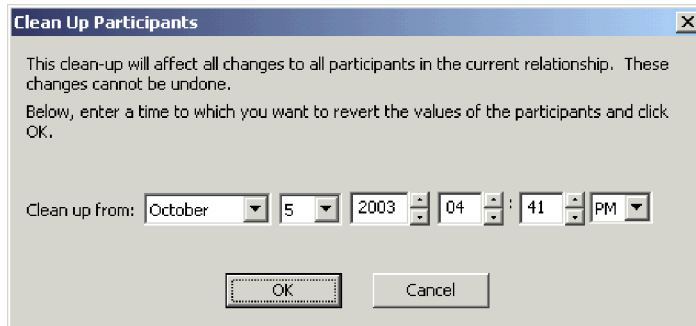 Clean Up Participants
This clean-up will affect all changes to all participants in the current relationship. These
changes cannot be undone.
Below, enter a time to which you want to revert the values of the participants and click
OK.
Clean up from: October 5 2003 04 : 41 PM
OK Cancel